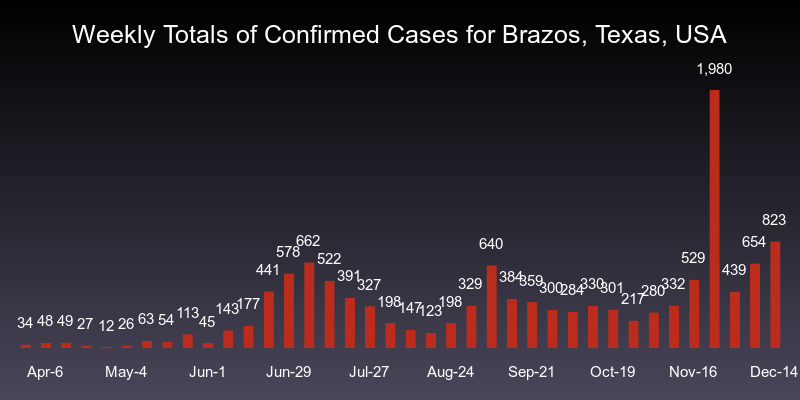 Weekly Totals of Confirmed Cases for Brazos, Texas, USA
34 48 49 27 12 26 63 54 113 45 143 177 441 578 662 522 391 327 198 147 123 198 329 640 384 359 300 284 330 301 217 280 332 529 1,980 439 654 823
Apr-6 May-4 Jun-1 Jun-29 Jul-27 Aug-24 Sep-21 Oct-19 Nov-16 Dec-14